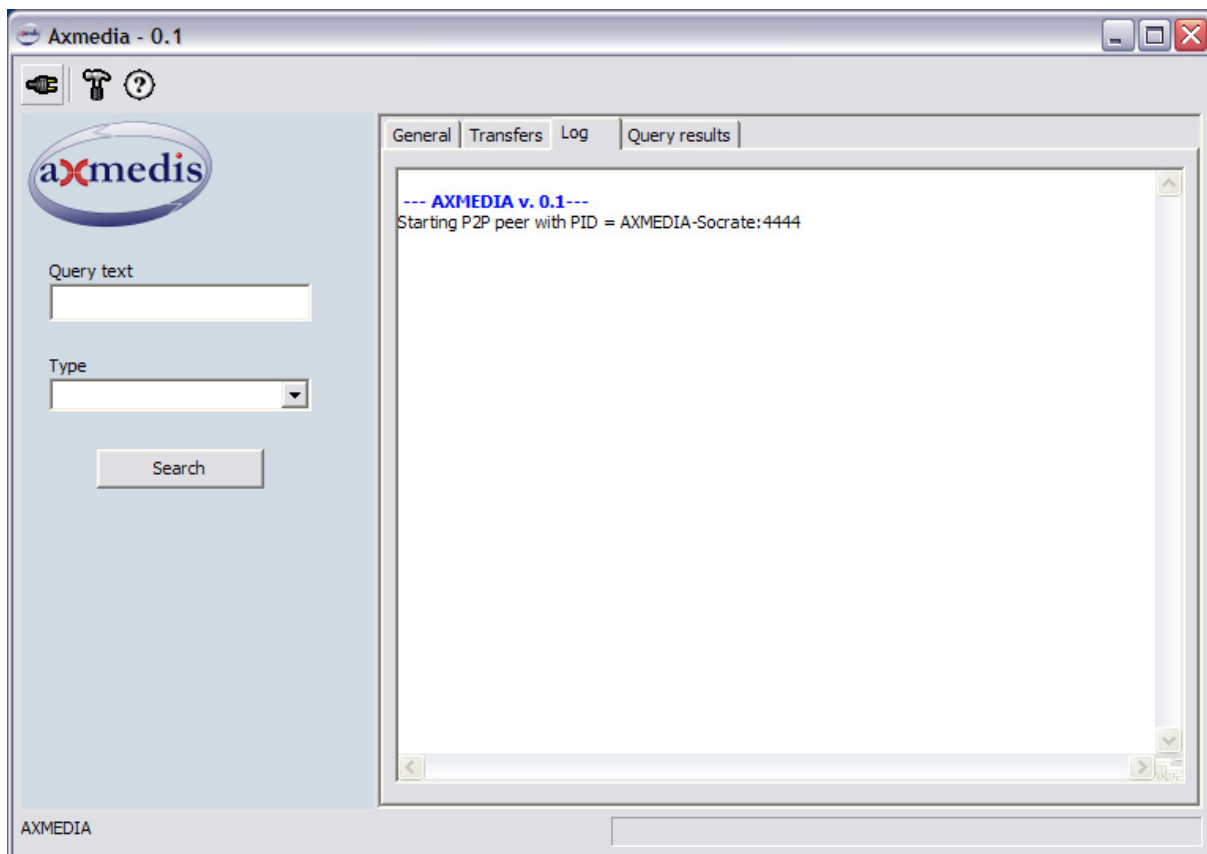 Axmedia - 0.1
axmedis
General Transfers Log Query results
--- AXMEDIA v. 0.1---
Starting P2P peer with PID = AXMEDIA-Socrate:4444
Query text
Type
Search
AXMEDIA